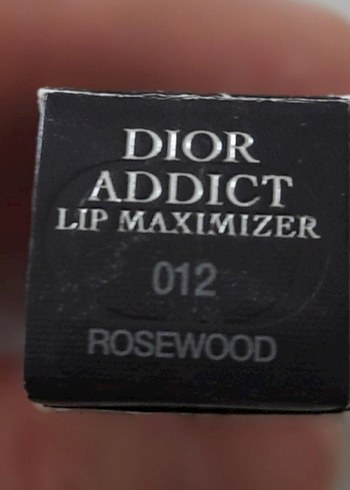 DIOR
ADDICT
LIP MAXIMIZER
012
ROSEWOOD